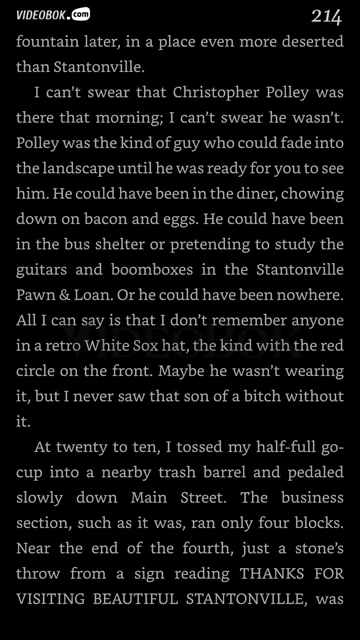 VIDEOBOK.com
214
fountain later, in a place even more deserted
than Stantonville.
I can’t swear that Christopher Polley was
there that morning; I can’t swear he wasn’t.
Polley was the kind of guy who could fade into
the landscape until he was ready for you to see
him. He could have been in the diner, chowing
down on bacon and eggs. He could have been
in the bus shelter or pretending to study the
guitars and boomboxes in the Stantonville
Pawn & Loan. Or he could have been nowhere.
All I can say is that I don’t remember anyone
in a retro White Sox hat, the kind with the red
circle on the front. Maybe he wasn’t wearing
it, but I never saw that son of a bitch without
it.
At twenty to ten, I tossed my half-full go-
cup into a nearby trash barrel and pedaled
slowly down Main Street. The business
section, such as it was, ran only four blocks.
Near the end of the fourth, just a stone’s
throw from a sign reading THANKS FOR
VISITING BEAUTIFUL STANTONVILLE, was
VIDEOBOK